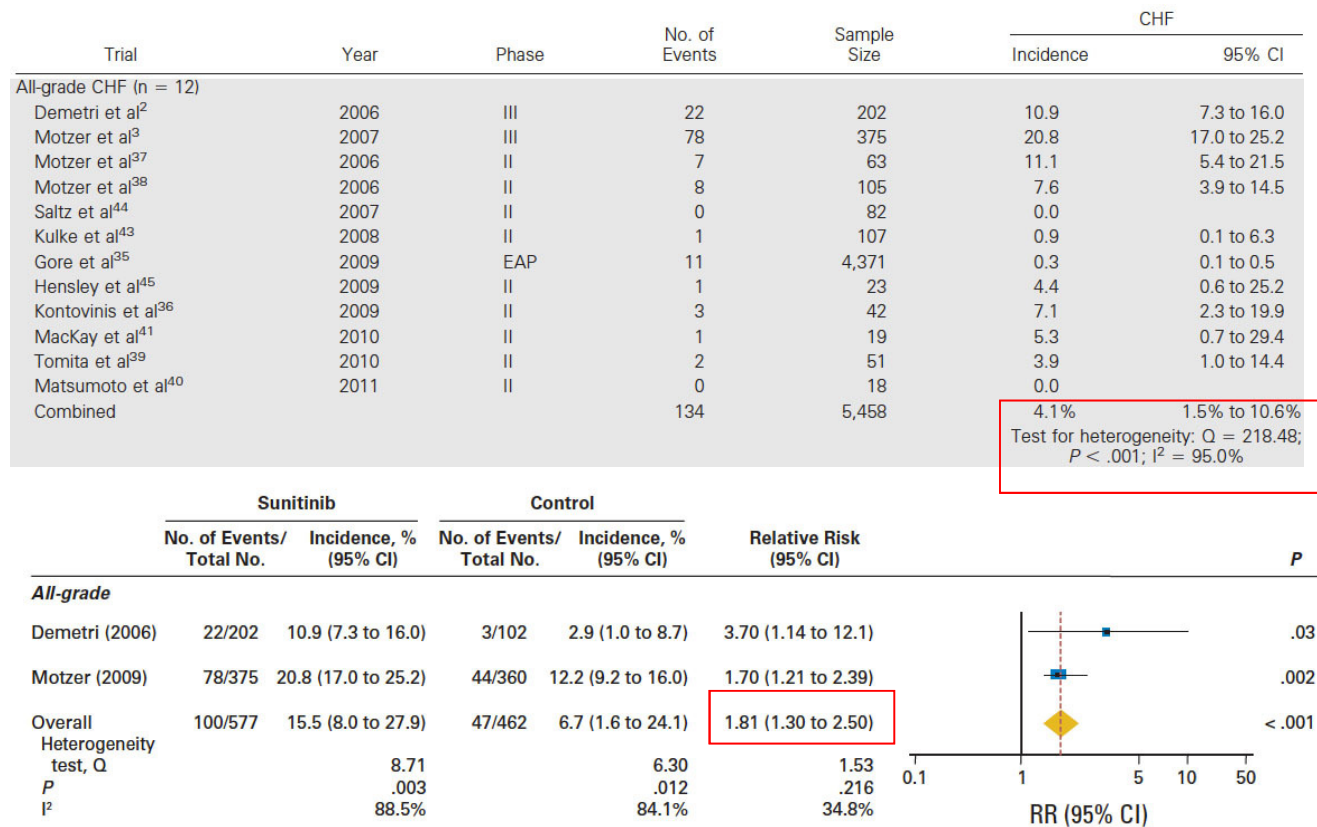 CHF
Trial Year Phase No. of Events Sample Size Incidence 95% CI
All-grade CHF (n = 12)
Demetri et al2 2006 III 22 202 10.9 7.3 to 16.0
Motzer et al3 2007 III 78 375 20.8 17.0 to 25.2
Motzer et al37 2006 II 7 63 11.1 5.4 to 21.5
Motzer et al38 2006 II 8 105 7.6 3.9 to 14.5
Saltz et al44 2007 II 0 82 0.0
Kulke et al43 2008 II 1 107 0.9 0.1 to 6.3
Gore et al35 2009 EAP 11 4,371 0.3 0.1 to 0.5
Hensley et al45 2009 II 1 23 4.4 0.6 to 25.2
Kontovinis et al36 2009 II 3 42 7.1 2.3 to 19.9
MacKay et al41 2010 II 1 19 5.3 0.7 to 29.4
Tomita et al39 2010 II 2 51 3.9 1.0 to 14.4
Matsumoto et al40 2011 II 0 18 0.0
Combined 134 5,458 4.1% 1.5% to 10.6%
Test for heterogeneity: Q = 218.48;
P < .001; I2 = 95.0%
Sunitinib Control
No. of Events/ Incidence, % No. of Events/ Incidence, % Relative Risk
Total No. (95% CI) Total No. (95% CI) (95% CI) P
All-grade
Demetri (2006) 22/202 10.9 (7.3 to 16.0) 3/102 2.9 (1.0 to 8.7) 3.70 (1.14 to 12.1) .03
Motzer (2009) 78/375 20.8 (17.0 to 25.2) 44/360 12.2 (9.2 to 16.0) 1.70 (1.21 to 2.39) .002
Overall 100/577 15.5 (8.0 to 27.9) 47/462 6.7 (1.6 to 24.1) 1.81 (1.30 to 2.50) < .001
Heterogeneity
test, Q 8.71 6.30 1.53
P .003 .012 .216
I2 88.5% 84.1% 34.8%
0.1 1 5 10 50
RR (95% CI)